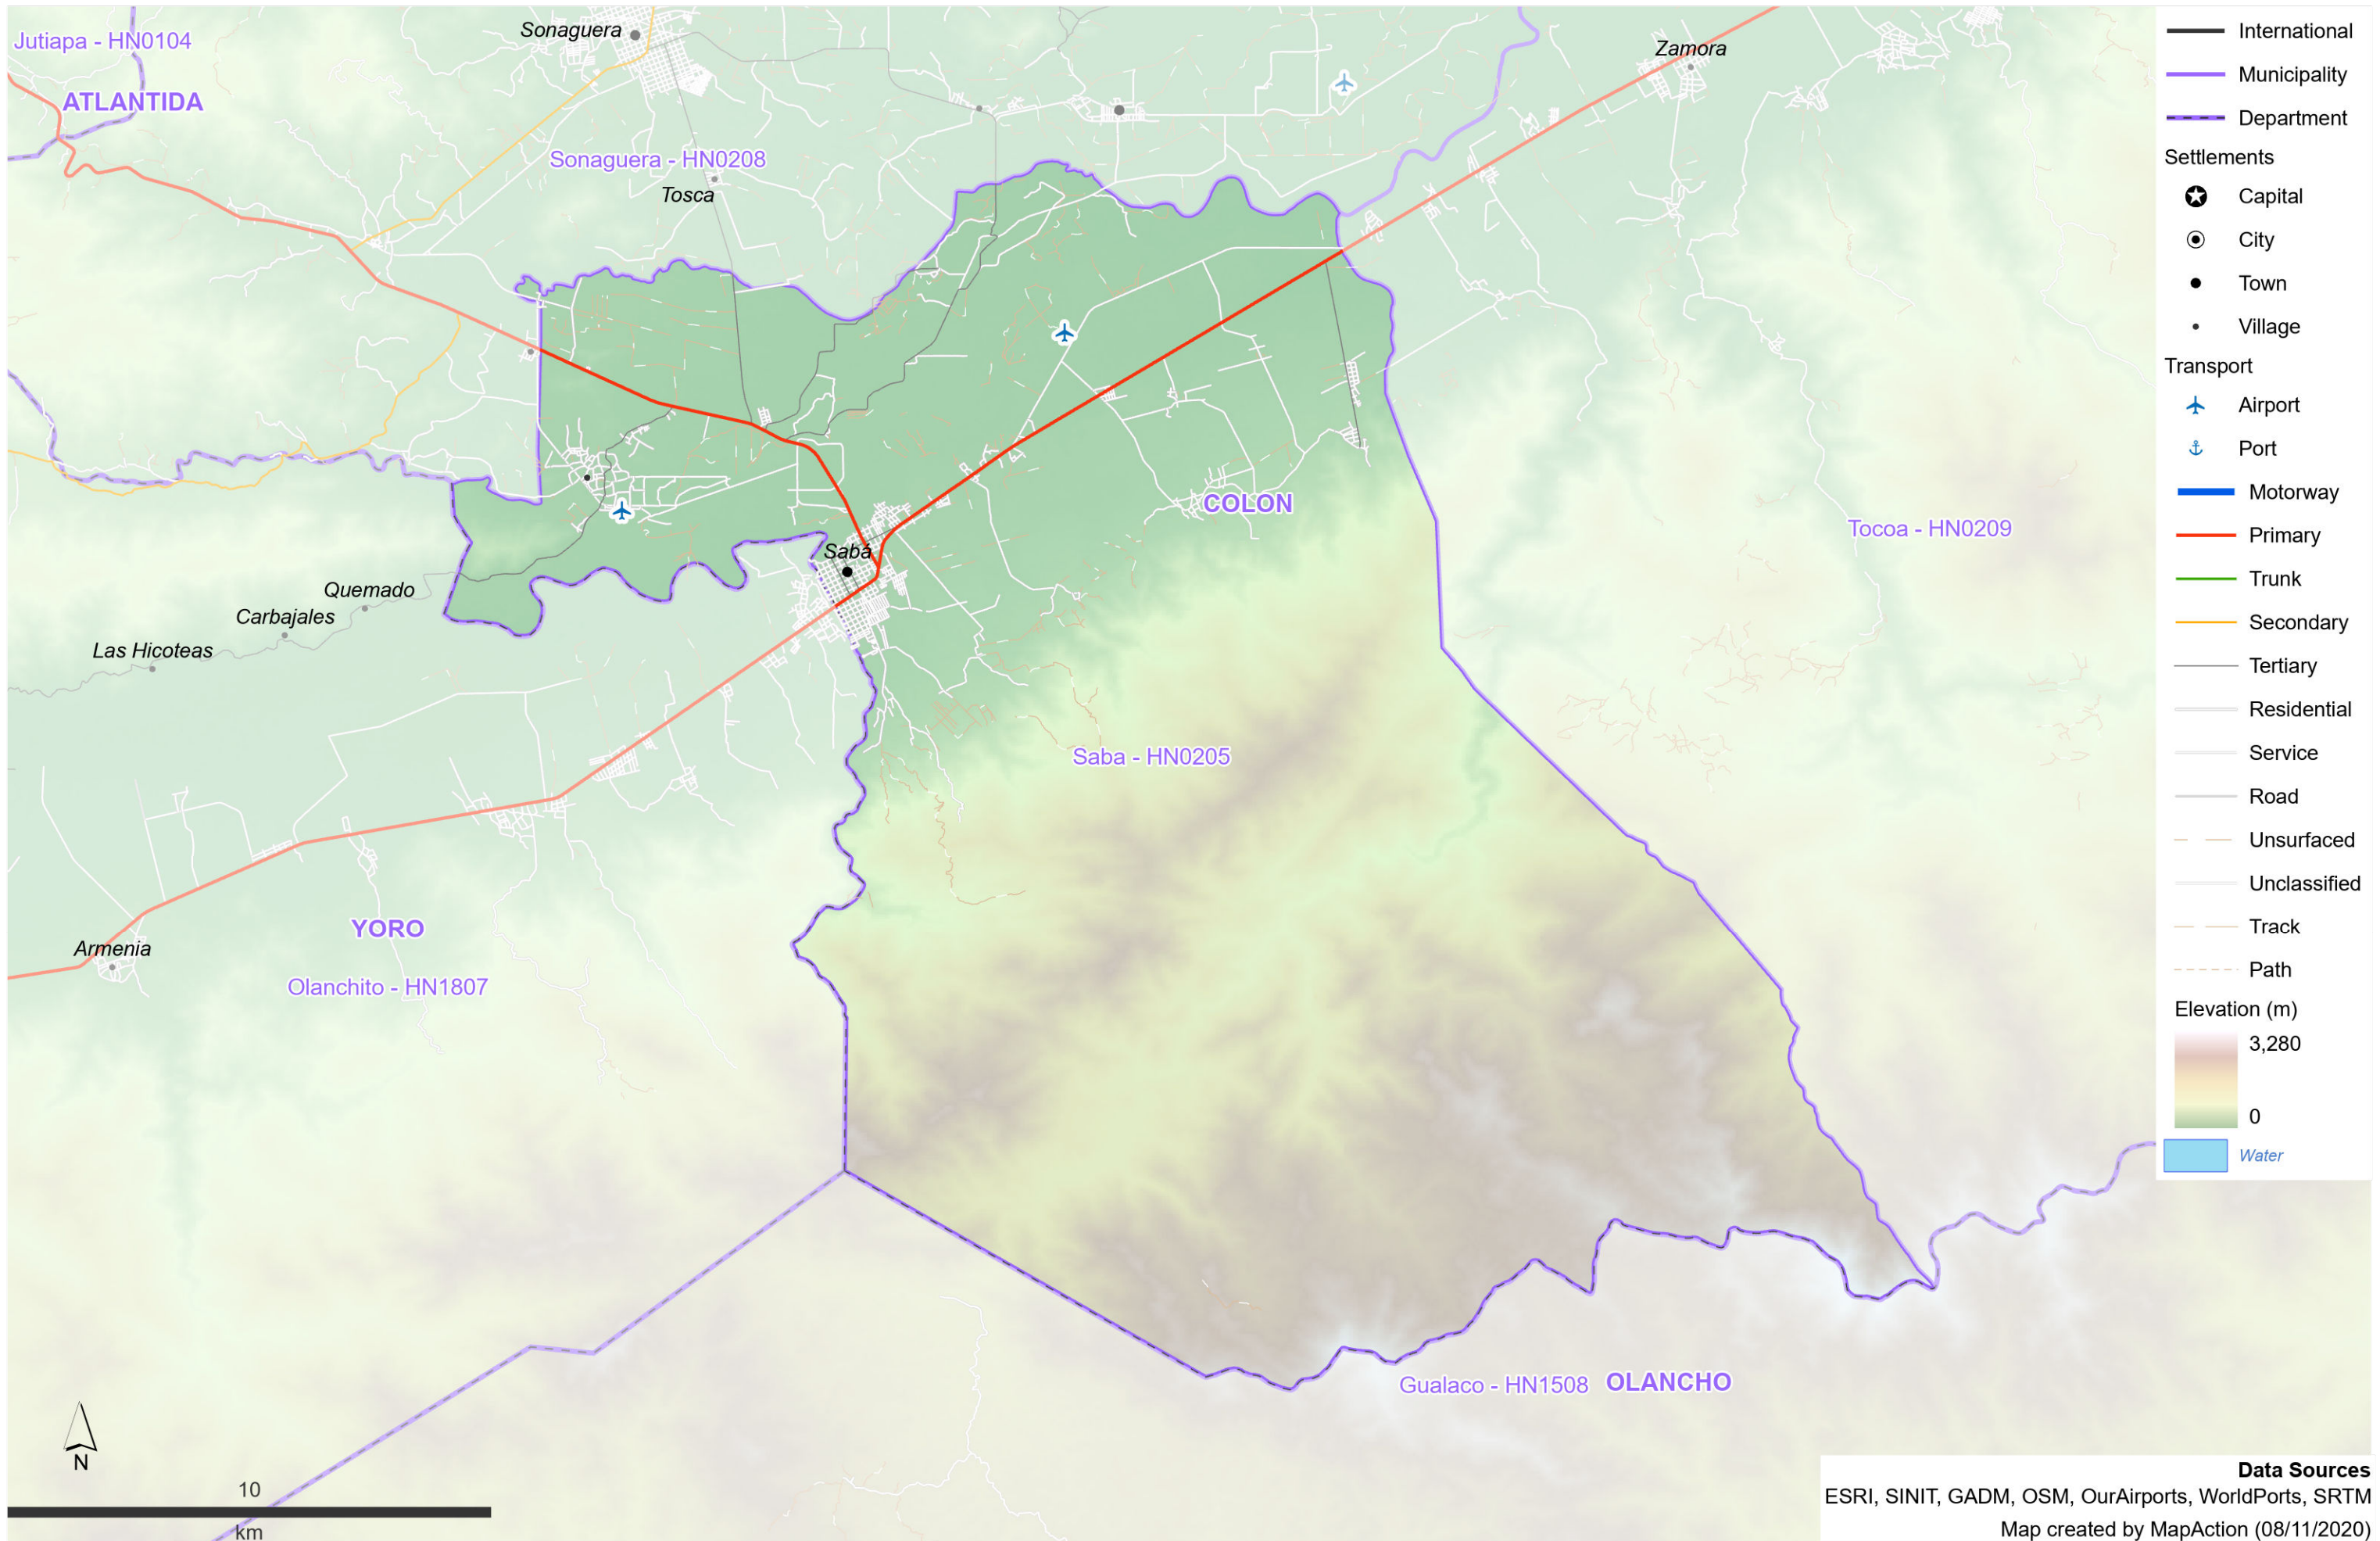 Jutiapa - HN0104
ATLANTIDA
Sonaguera
Zamora
Sonaguera - HN0208
Tosca
COLON
Tocoa - HN0209
Sabá
Quemado
Carbajales
Las Hicoteas
Saba - HN0205
YORO
Armenia
Olanchito - HN1807
Gualaco - HN1508
OLANCHO
N
10
km
International
Municipality
Department
Settlements
Capital
City
Town
Village
Transport
Airport
Port
Motorway
Primary
Trunk
Secondary
Tertiary
Residential
Service
Road
Unsurfaced
Unclassified
Track
Path
Elevation (m)
3,280
0
Water
Data Sources
ESRI, SINIT, GADM, OSM, OurAirports, WorldPorts, SRTM
Map created by MapAction (08/11/2020)